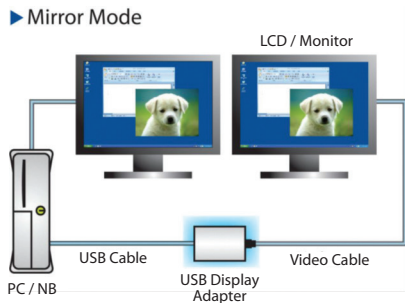 ▶ Mirror Mode
LCD / Monitor
USB Cable
Video Cable
PC / NB
USB Display
Adapter